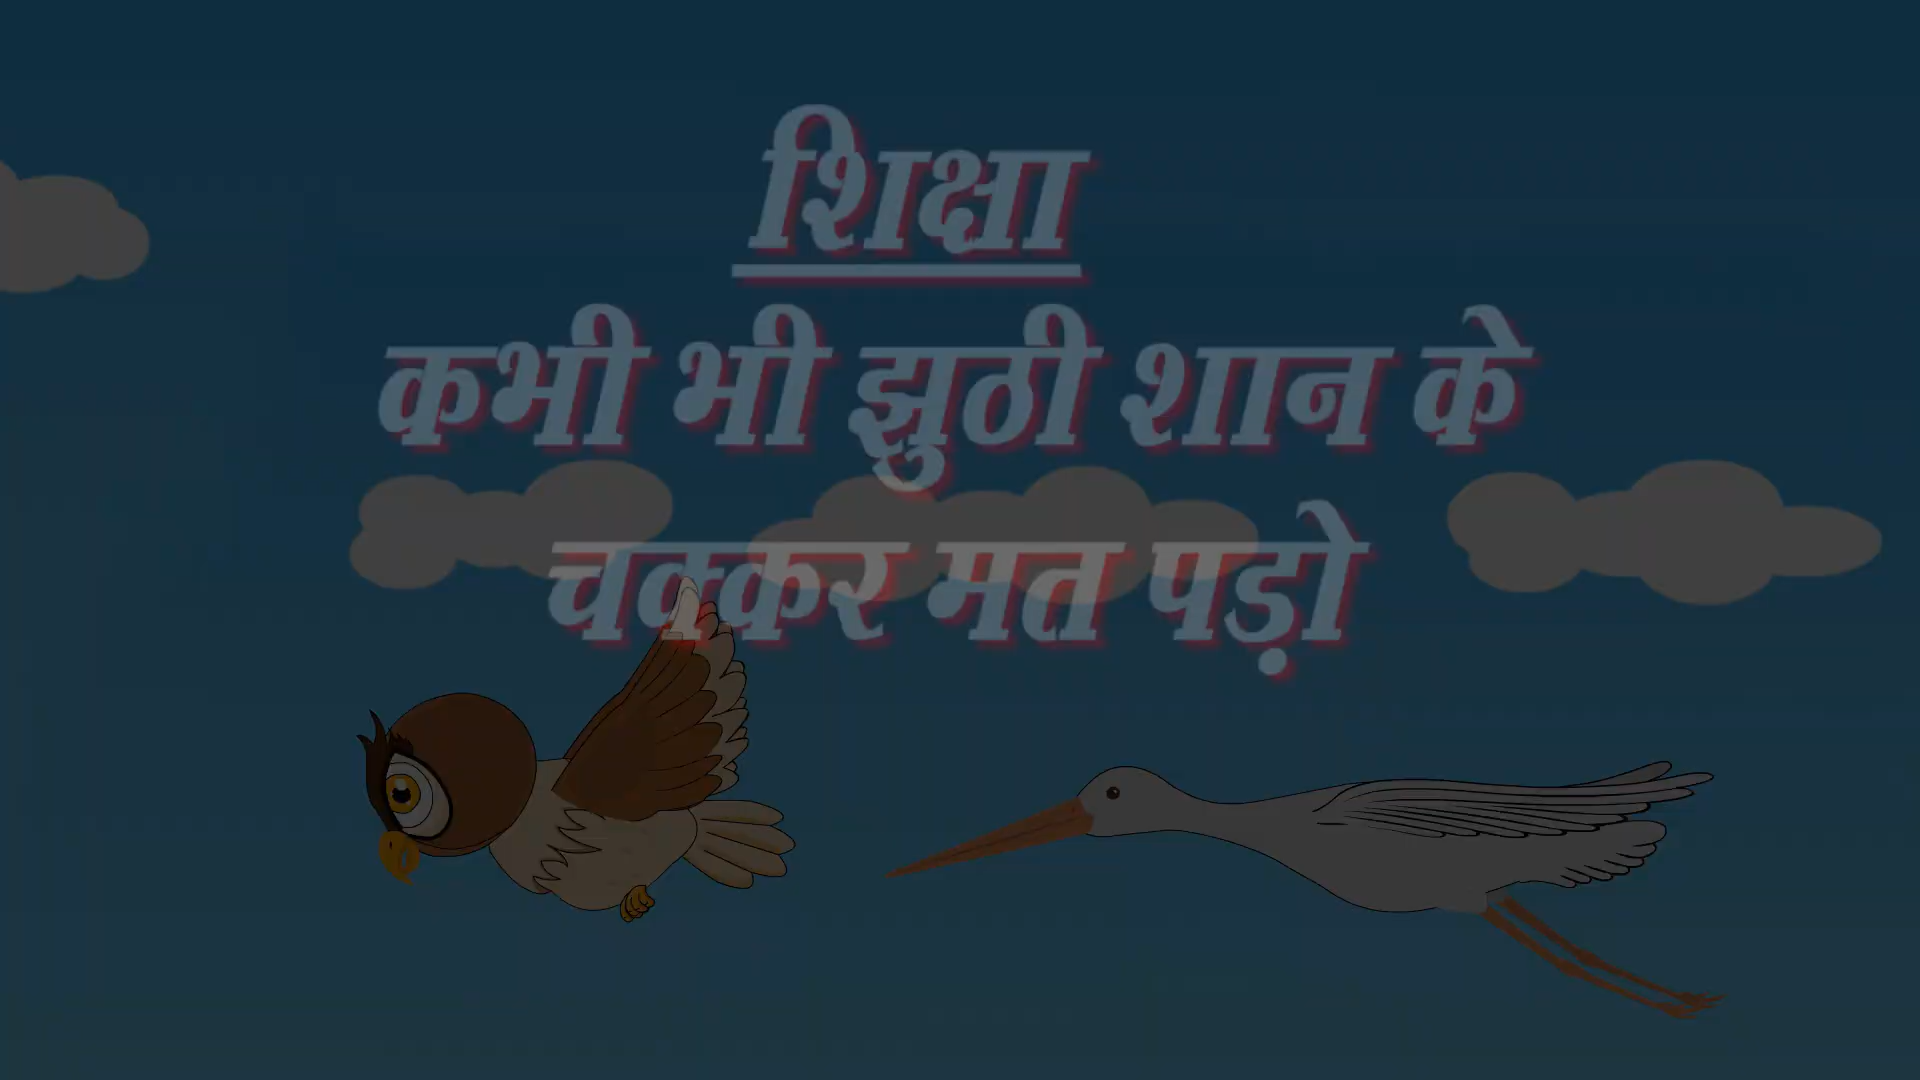 शिक्षा
कभी भी झुठी शान के
चक्कर मत पड़ो